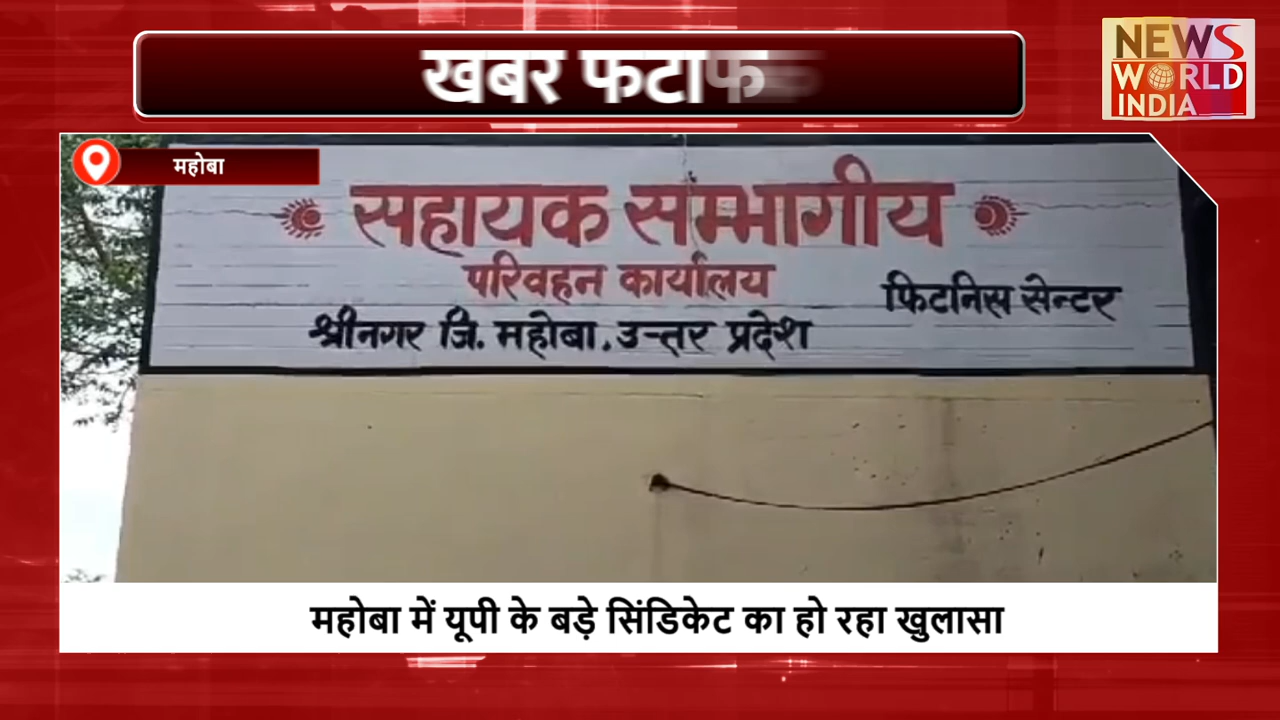 खबर फटाफ
NEWS
WORLD
INDIA
महोबा
सहायक सम्भागीय
परिवहन कार्यालय
फिटनिस सेन्टर
श्रीनगर जि. महोबा. उत्तर प्रदेश
महोबा में यूपी के बड़े सिंडिकेट का हो रहा खुलासा